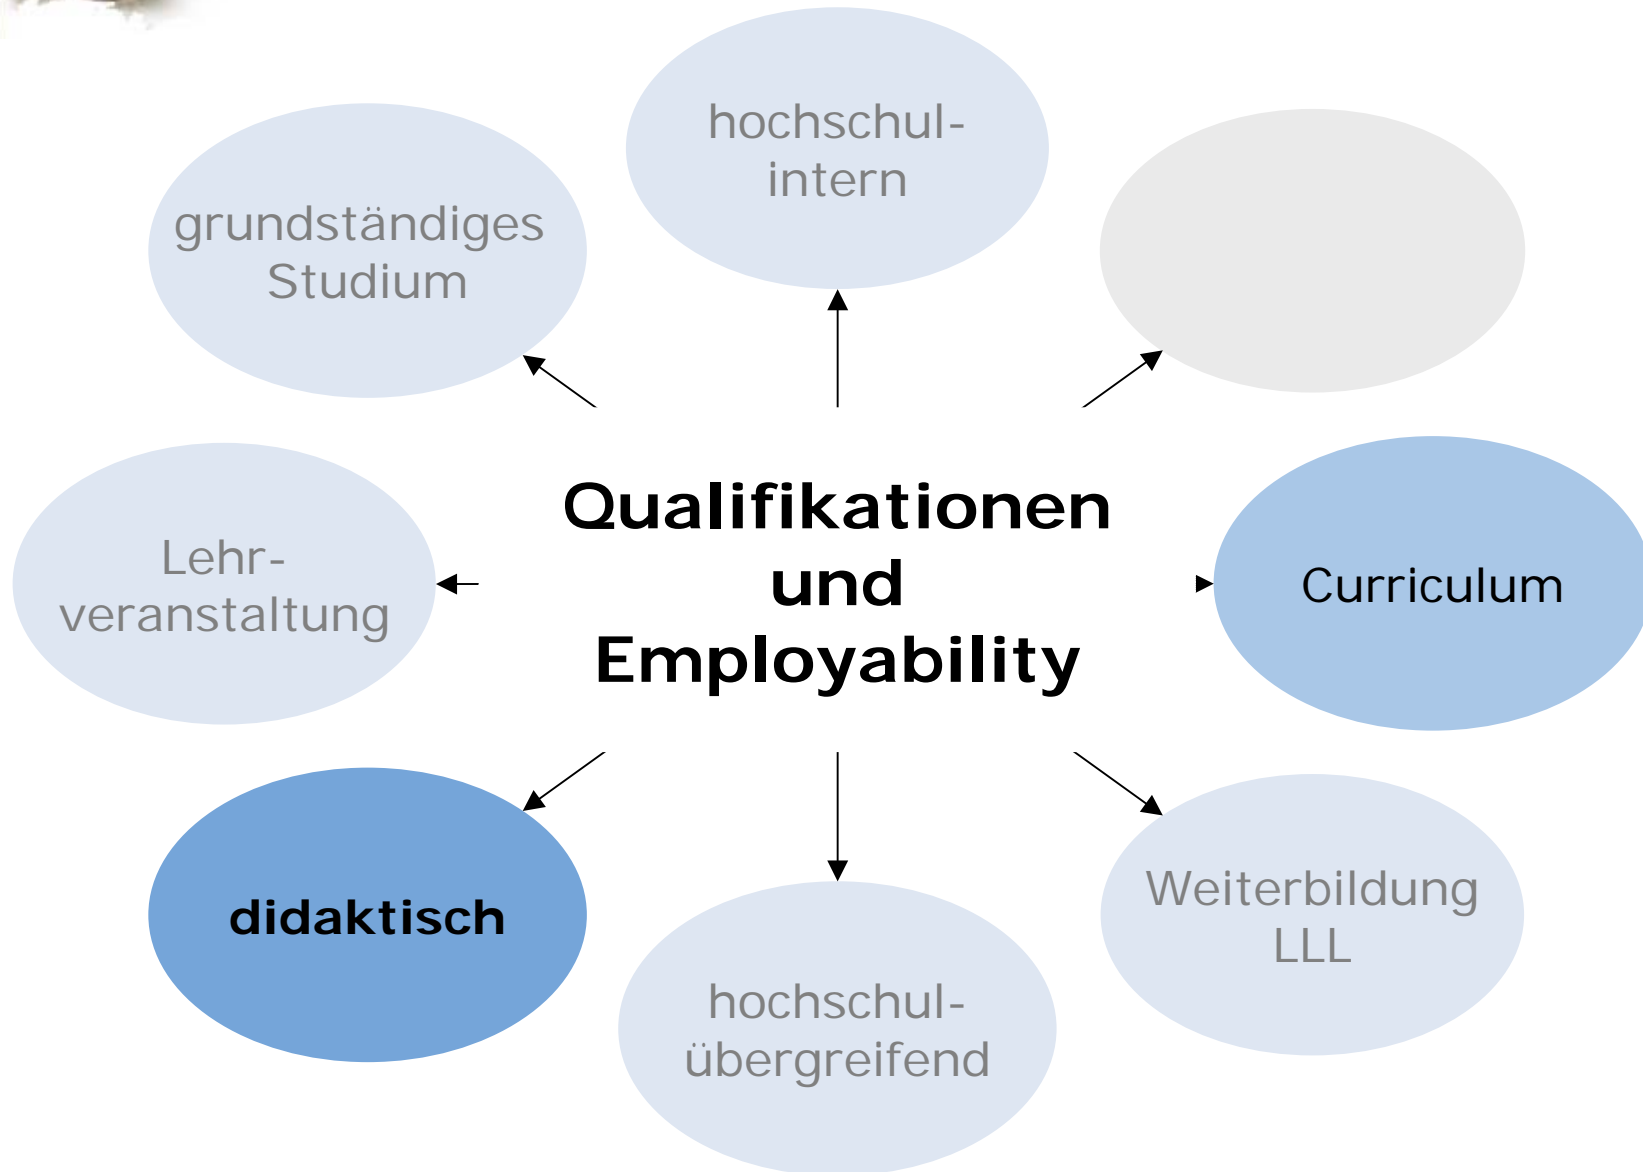 hochschul-
intern
grundständiges
Studium
Qualifikationen
und
Employability
Lehr-
veranstaltung
Curriculum
didaktisch
Weiterbildung
LLL
hochschul-
übergreifend